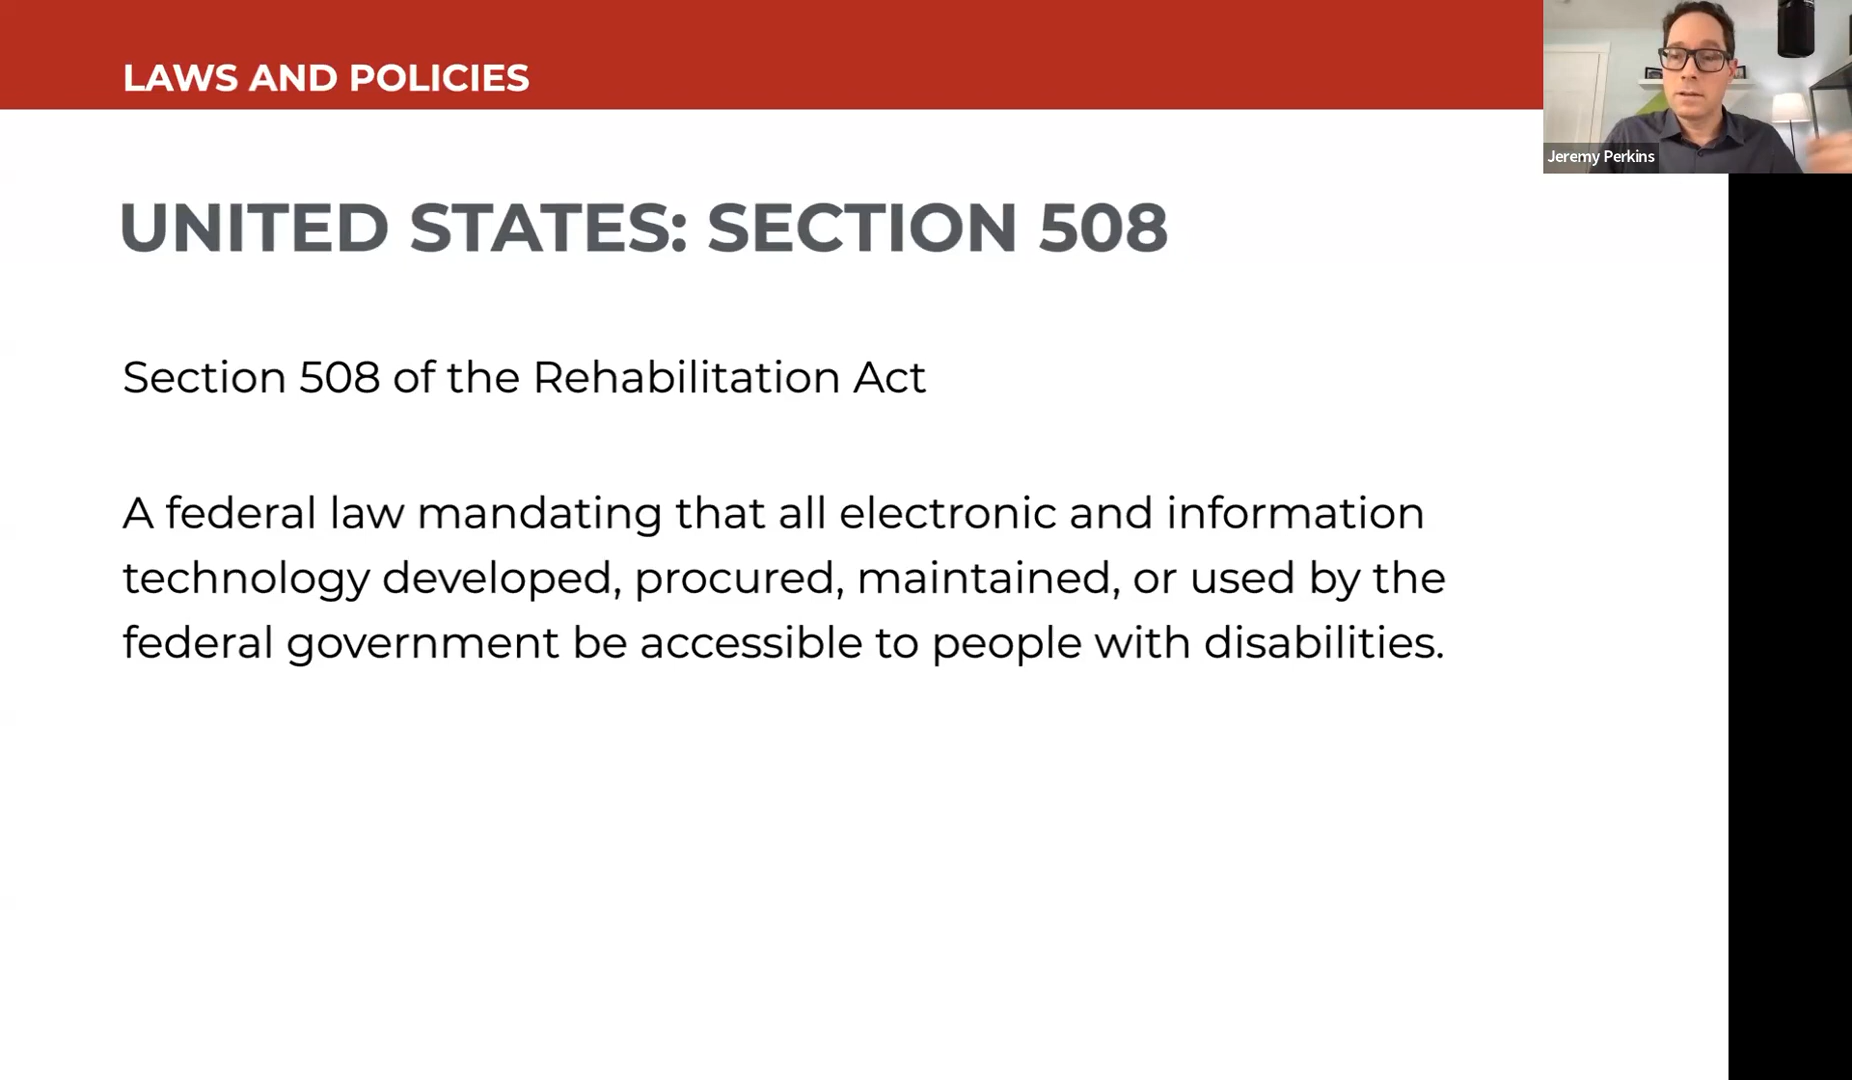 LAWS AND POLICIES
Jeremy Perkins
UNITED STATES: SECTION 508
Section 508 of the Rehabilitation Act
A federal law mandating that all electronic and information
technology developed, procured, maintained, or used by the
federal government be accessible to people with disabilities.